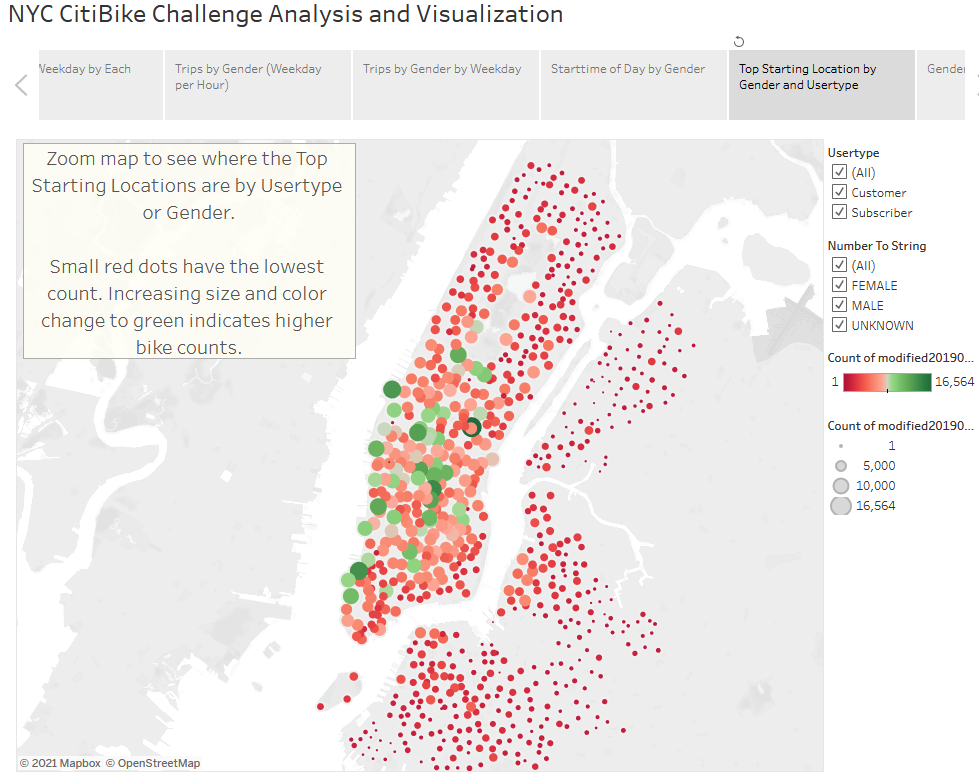 NYC CitiBike Challenge Analysis and Visualization
Weekday by Each
Trips by Gender (Weekday
per Hour)
Trips by Gender by Weekday
Starttime of Day by Gender
Top Starting Location by
Gender and Usertype
Gender
Zoom map to see where the Top
Starting Locations are by Usertype
or Gender.
Small red dots have the lowest
count. Increasing size and color
change to green indicates higher
bike counts.
Usertype
(All)
Customer
Subscriber
Number To String
(All)
FEMALE
MALE
UNKNOWN
Count of modified20190...
1 16,564
Count of modified20190...
1
5,000
10,000
16,564
© 2021 Mapbox © OpenStreetMap